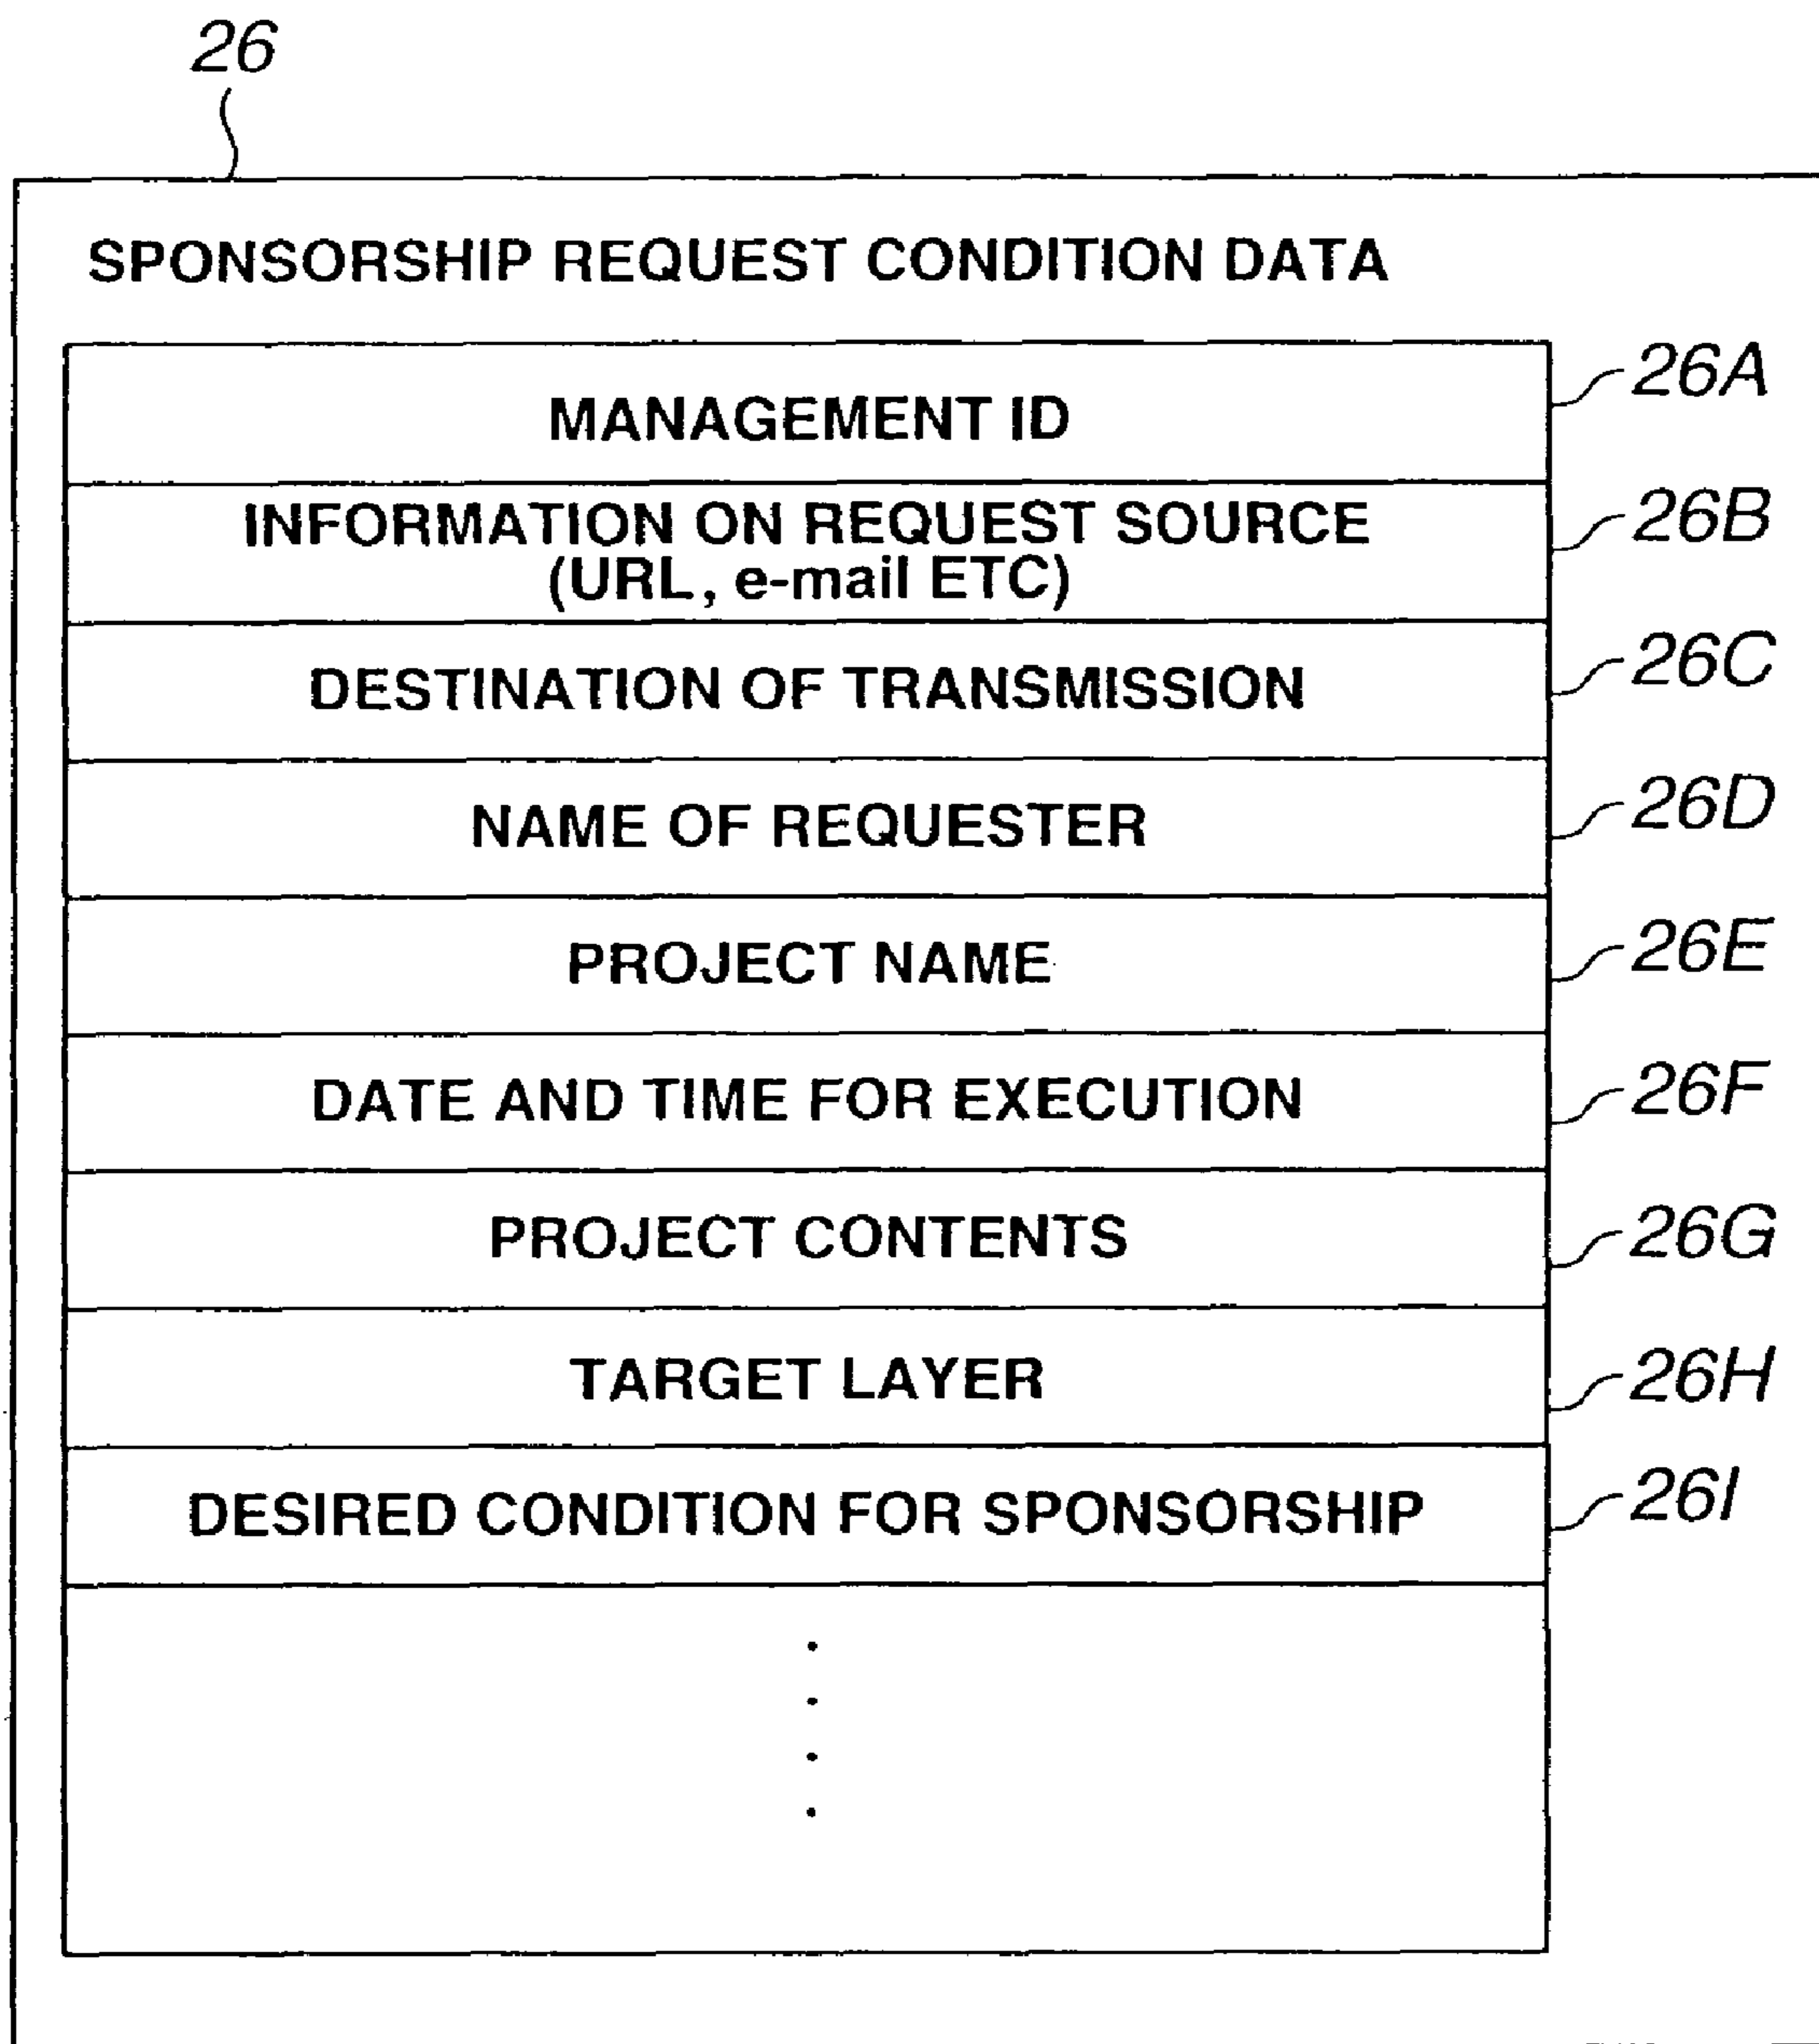 26
SPONSORSHIP REQUEST CONDITION DATA
MANAGEMENT ID
26A
INFORMATION ON REQUEST SOURCE
(URL, e-mail ETC)
26B
DESTINATION OF TRANSMISSION
26C
NAME OF REQUESTER
26D
PROJECT NAME
26E
DATE AND TIME FOR EXECUTION
26F
PROJECT CONTENTS
26G
TARGET LAYER
26H
DESIRED CONDITION FOR SPONSORSHIP
26I